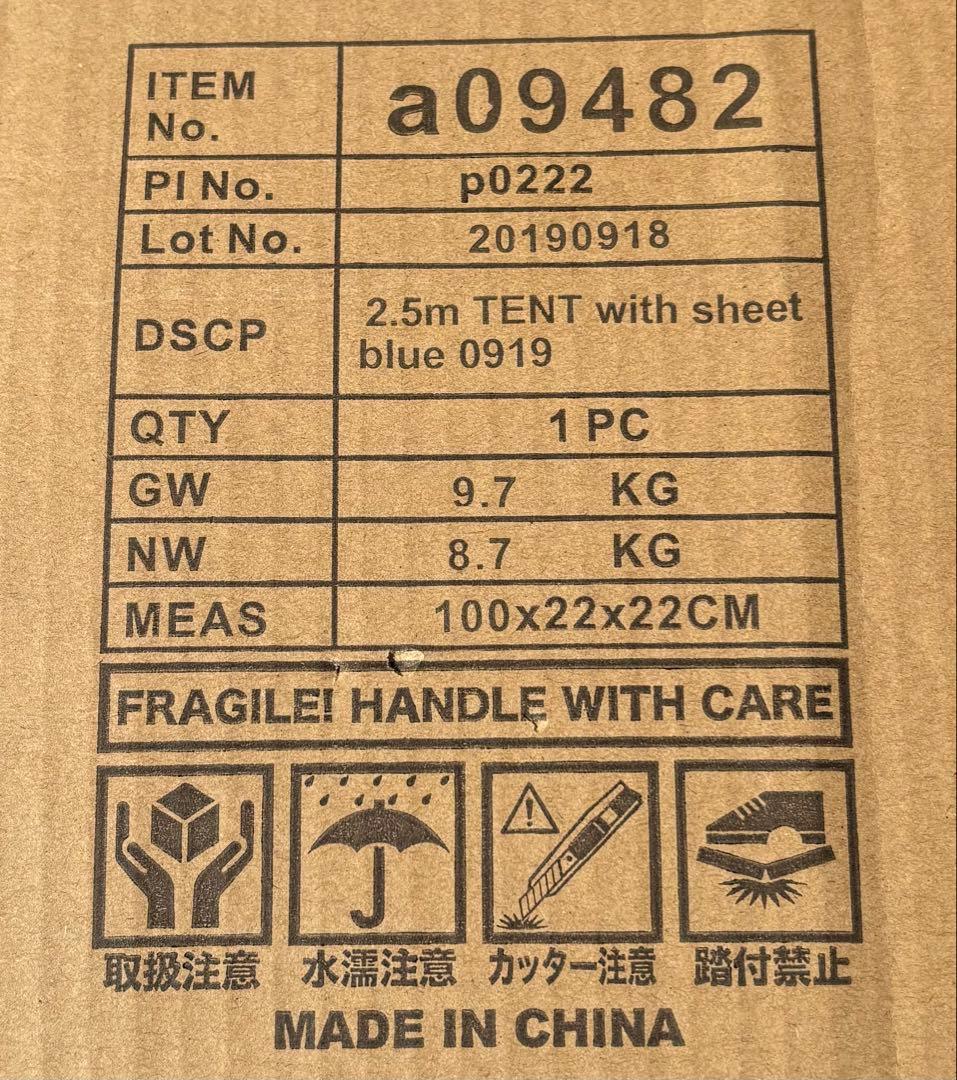 ITEM No. a09482
PI No. p0222
Lot No. 20190918
DSCP 2.5m TENT with sheet
blue 0919
QTY 1 PC
GW 9.7 KG
NW 8.7 KG
MEAS 100x22x22CM
FRAGILE! HANDLE WITH CARE
取扱注意 水濡注意 カッター注意 踏付禁止
MADE IN CHINA